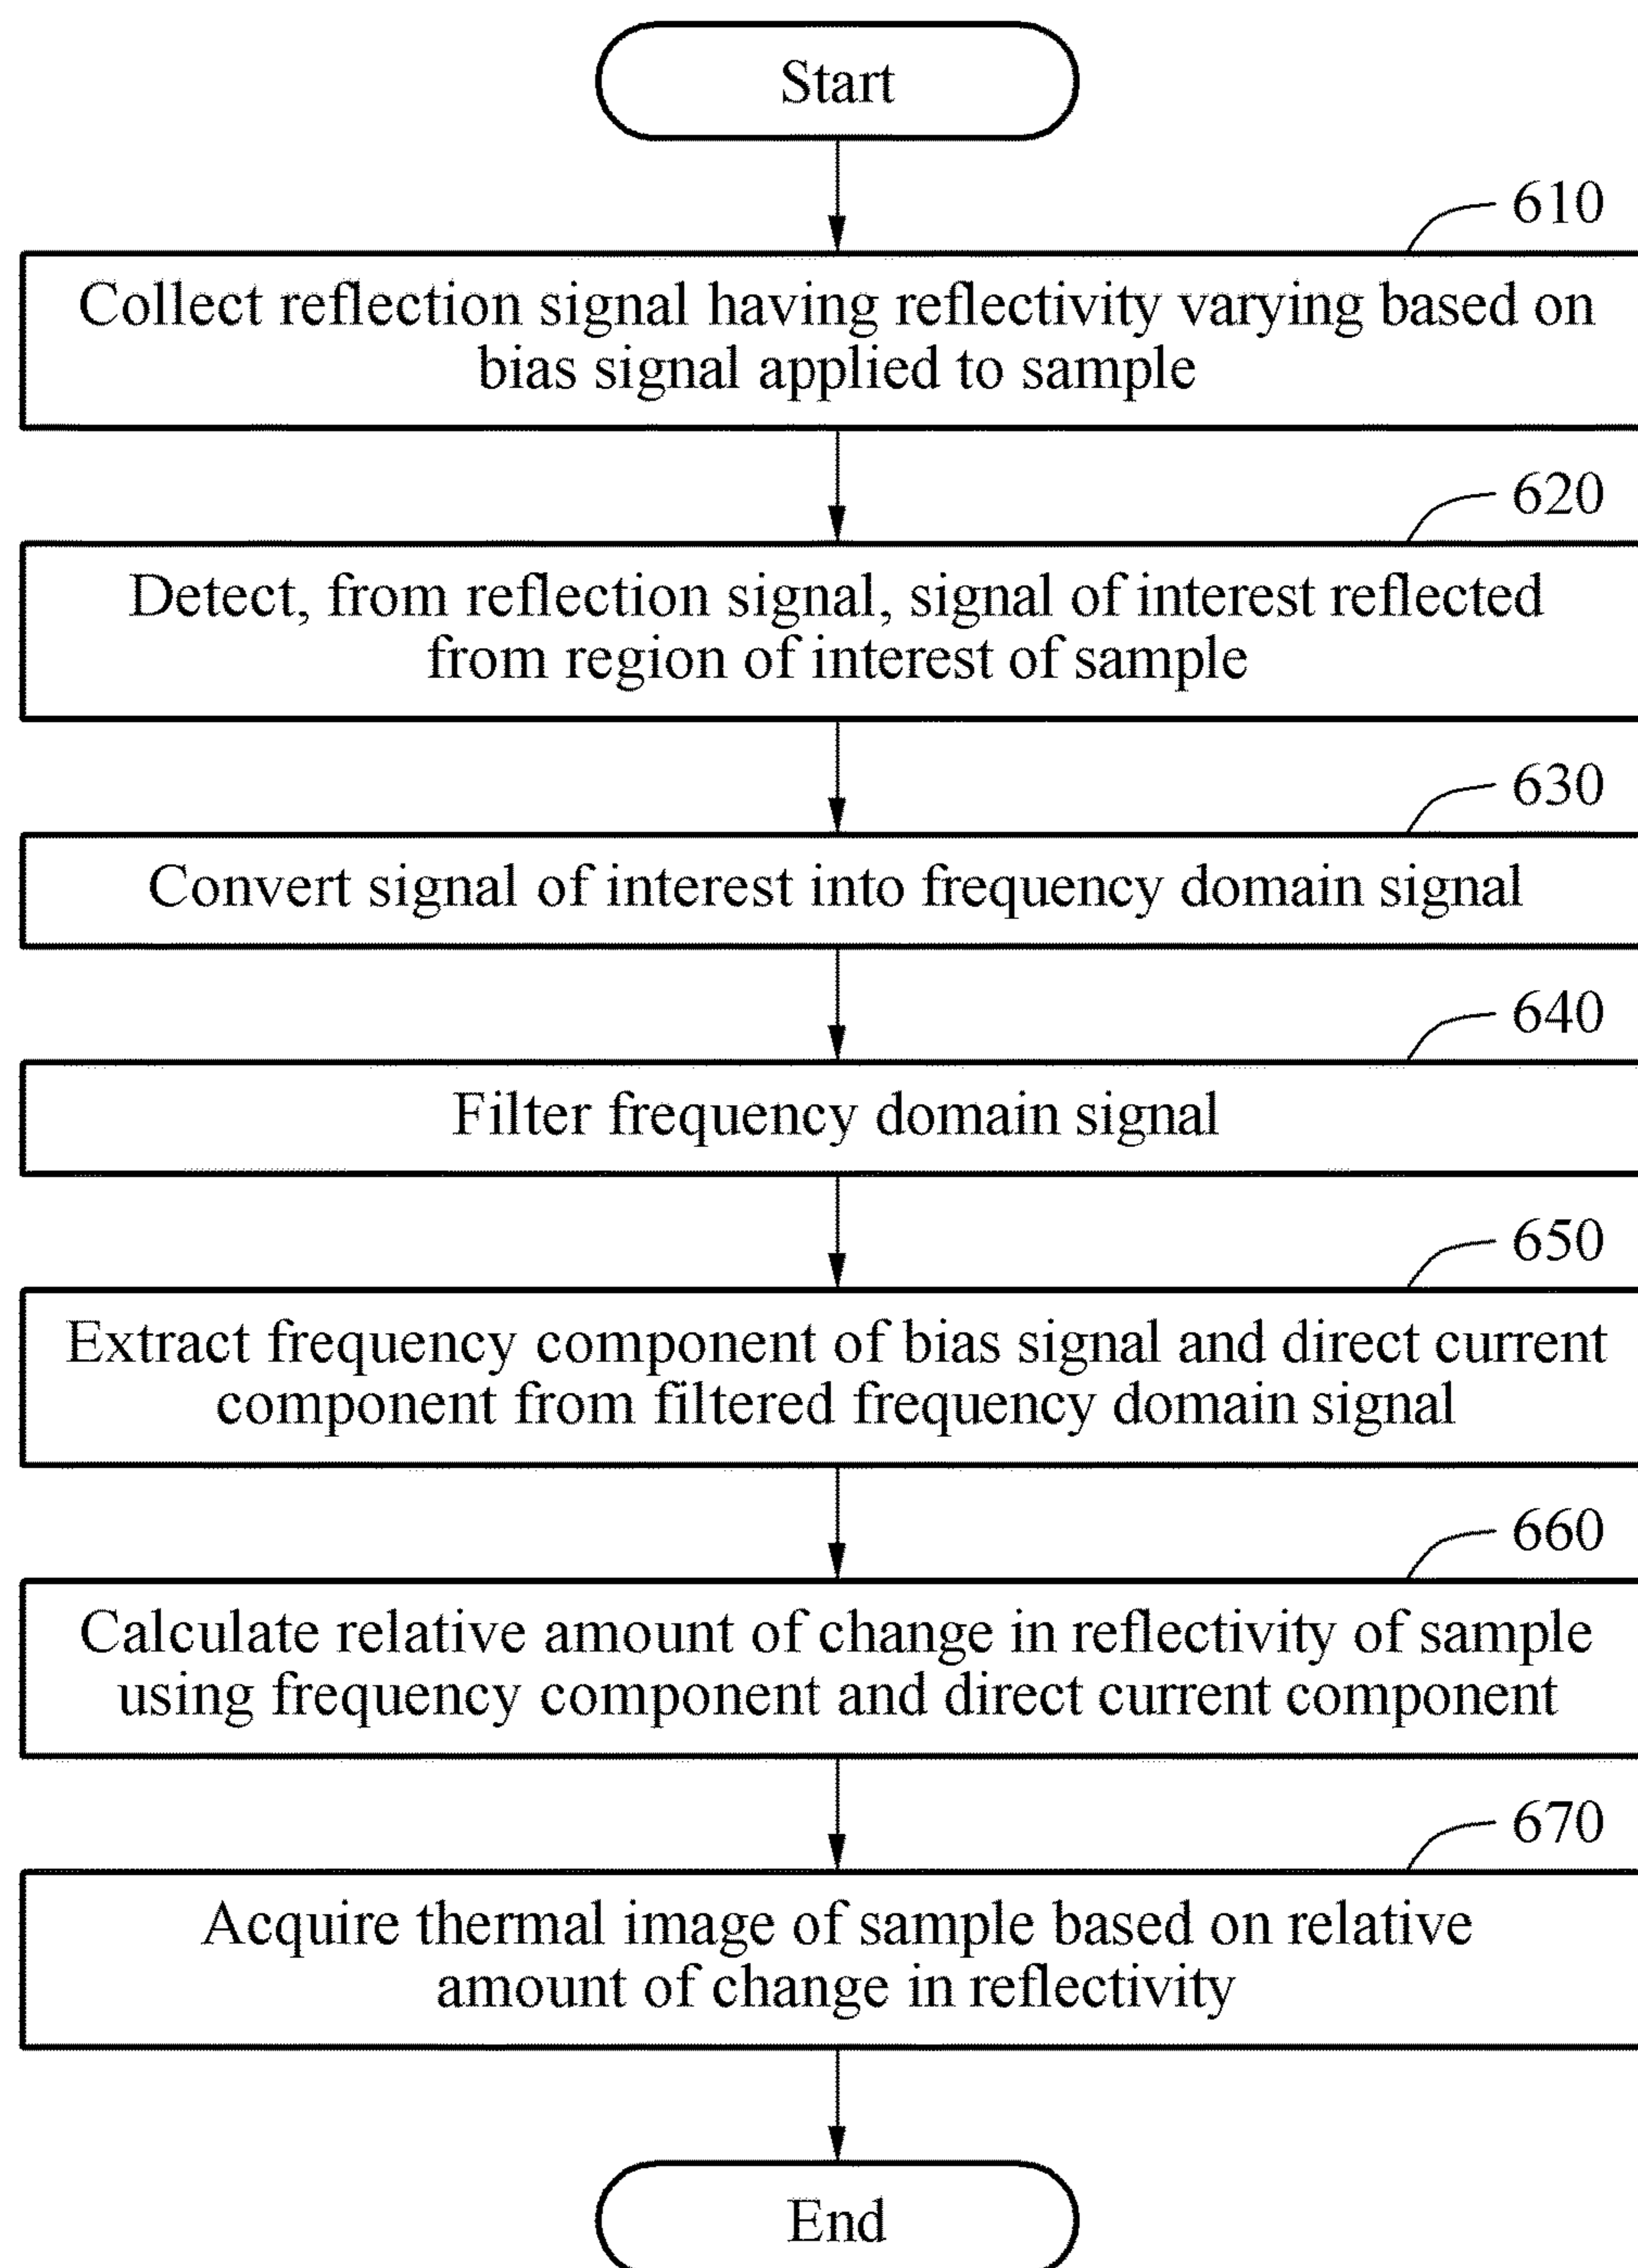 Start
610
Collect reflection signal having reflectivity varying based on
bias signal applied to sample
620
Detect, from reflection signal, signal of interest reflected
from region of interest of sample
630
Convert signal of interest into frequency domain signal
640
Filter frequency domain signal
650
Extract frequency component of bias signal and direct current
component from filtered frequency domain signal
660
Calculate relative amount of change in reflectivity of sample
using frequency component and direct current component
670
Acquire thermal image of sample based on relative
amount of change in reflectivity
End